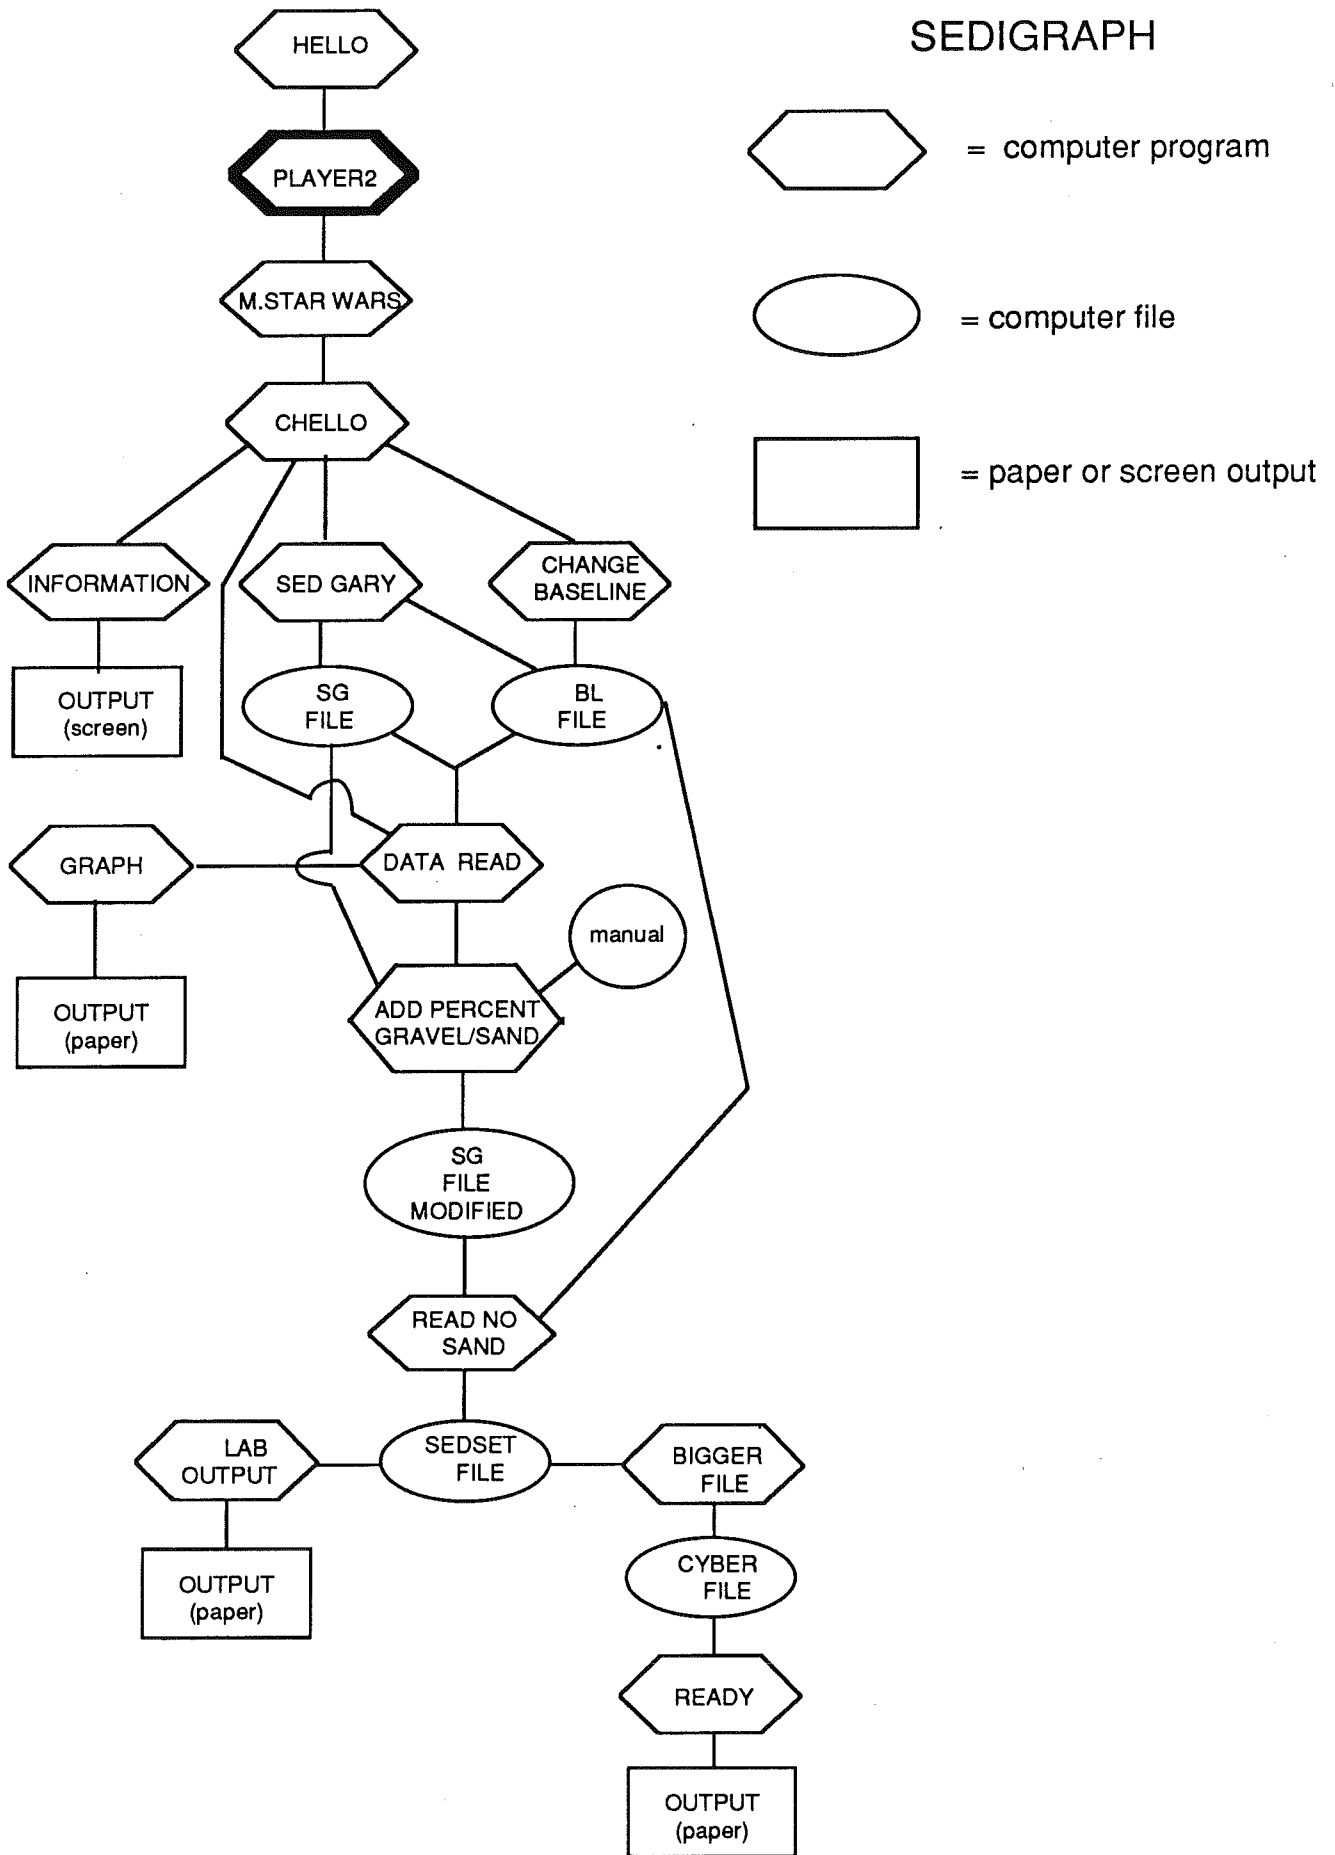 SEDIGRAPH
HELLO
= computer program
PLAYER2
M.STAR WARS
= computer file
CHELLO
= paper or screen output
INFORMATION
SED GARY
CHANGE
BASELINE
OUTPUT
(screen)
SG
FILE
BL
FILE
GRAPH
DATA READ
manual
OUTPUT
(paper)
ADD PERCENT
GRAVEL/SAND
SG
FILE
MODIFIED
READ NO
SAND
LAB
OUTPUT
SEDSET
FILE
BIGGER
FILE
OUTPUT
(paper)
CYBER
FILE
READY
OUTPUT
(paper)